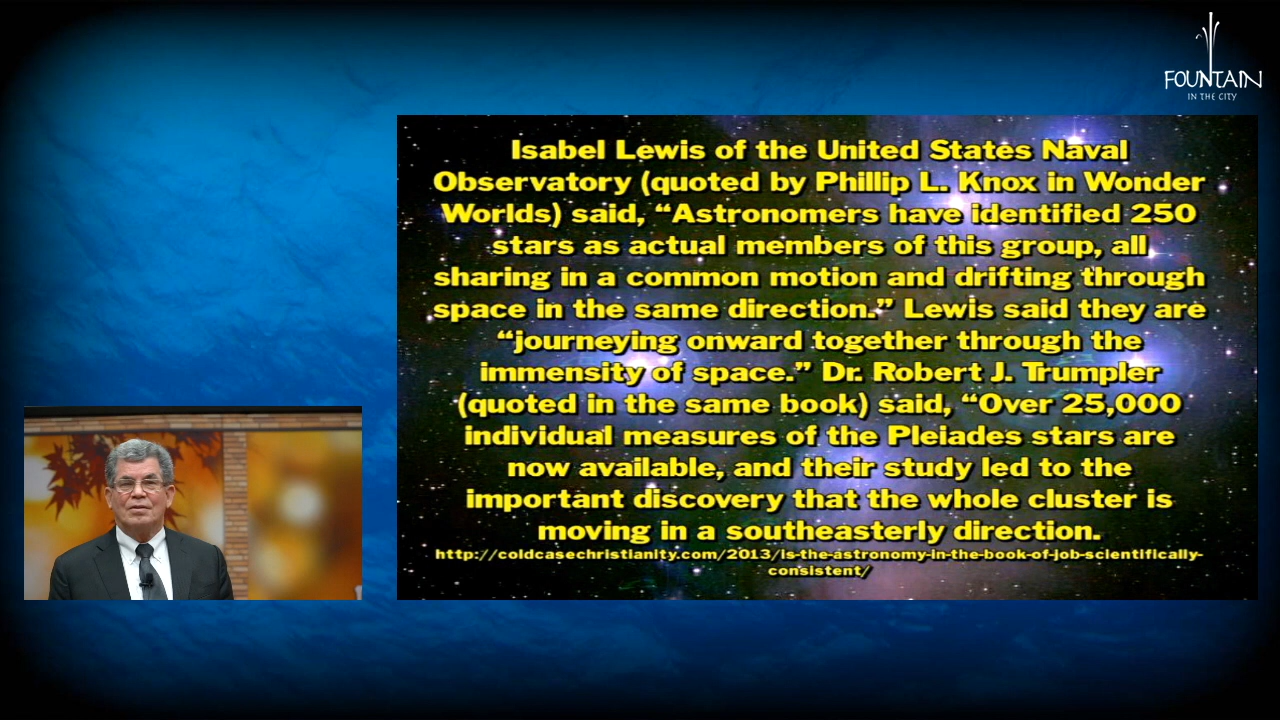 FOUNTAIN
IN THE CITY
Isabel Lewis of the United States Naval
Observatory (quoted by Phillip L. Knox in Wonder
Worlds) said, “Astronomers have identified 250
stars as actual members of this group, all
sharing in a common motion and drifting through
space in the same direction.” Lewis said they are
“journeying onward together through the
immensity of space.” Dr. Robert J. Trumpler
(quoted in the same book) said, “Over 25,000
individual measures of the Pleiades stars are
now available, and their study led to the
important discovery that the whole cluster is
moving in a southeasterly direction.
http://coldcasechristianity.com/2013/is-the-astronomy-in-the-book-of-job-scientifically-
consistent/